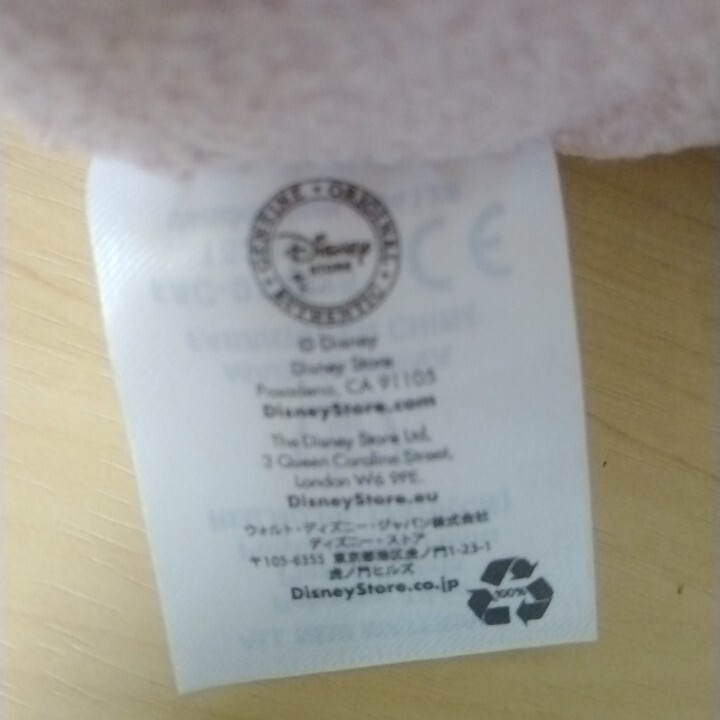 GENUINE • ORIGINAL • AUTHENTIC •
Disney
STORE
© Disney
Disney Store
Pasadena, CA 91105
DisneyStore.com
The Disney Store Ltd,
3 Queen Caroline Street,
London W6 9PE.
DisneyStore.eu
ウォルト・ディズニー・ジャパン株式会社
ディズニー・ストア
〒105-6355 東京都港区虎ノ門1-23-1
虎ノ門ヒルズ
DisneyStore.co.jp
100%
CE